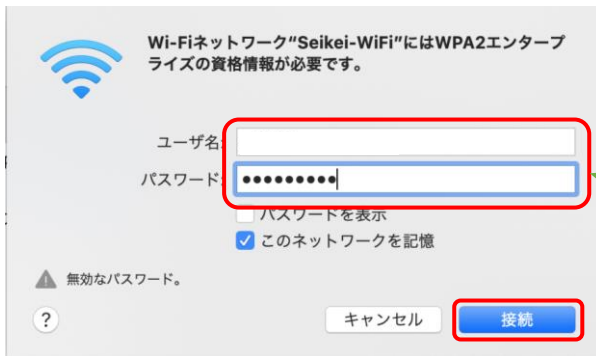 Wi-Fiネットワーク“Seikei-WiFi”にはWPA2エンタープ
ライズの資格情報が必要です。
ユーザ名:
パスワード: •••••••••
パスワードを表示
このネットワークを記憶
無効なパスワード。
?
キャンセル
接続